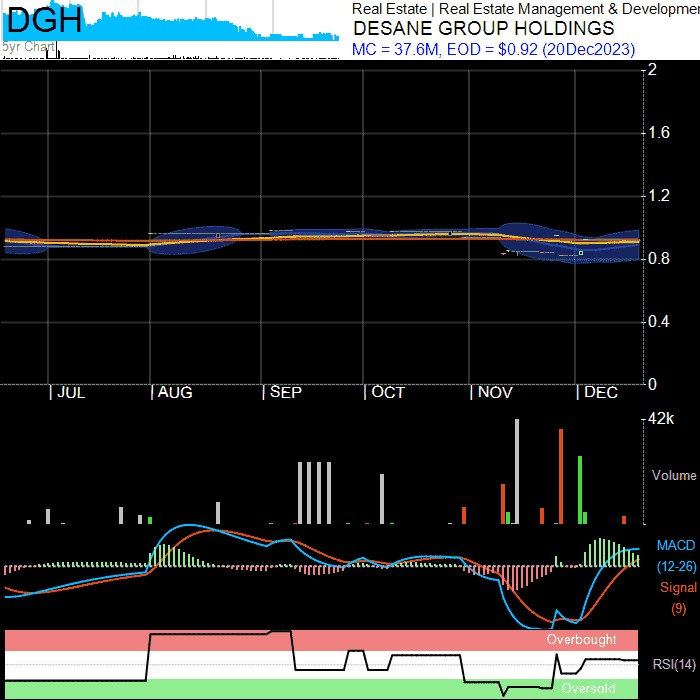 DGH
5yr Chart
Real Estate | Real Estate Management & Developmen
DESANE GROUP HOLDINGS
MC = 37.6M, EOD = $0.92 (20Dec2023)
2
1.6
1.2
0.8
0.4
0
JUL
AUG
SEP
OCT
NOV
DEC
42k
Volume
MACD
(12-26)
Signal
(9)
Overbought
RSI(14)
Oversold